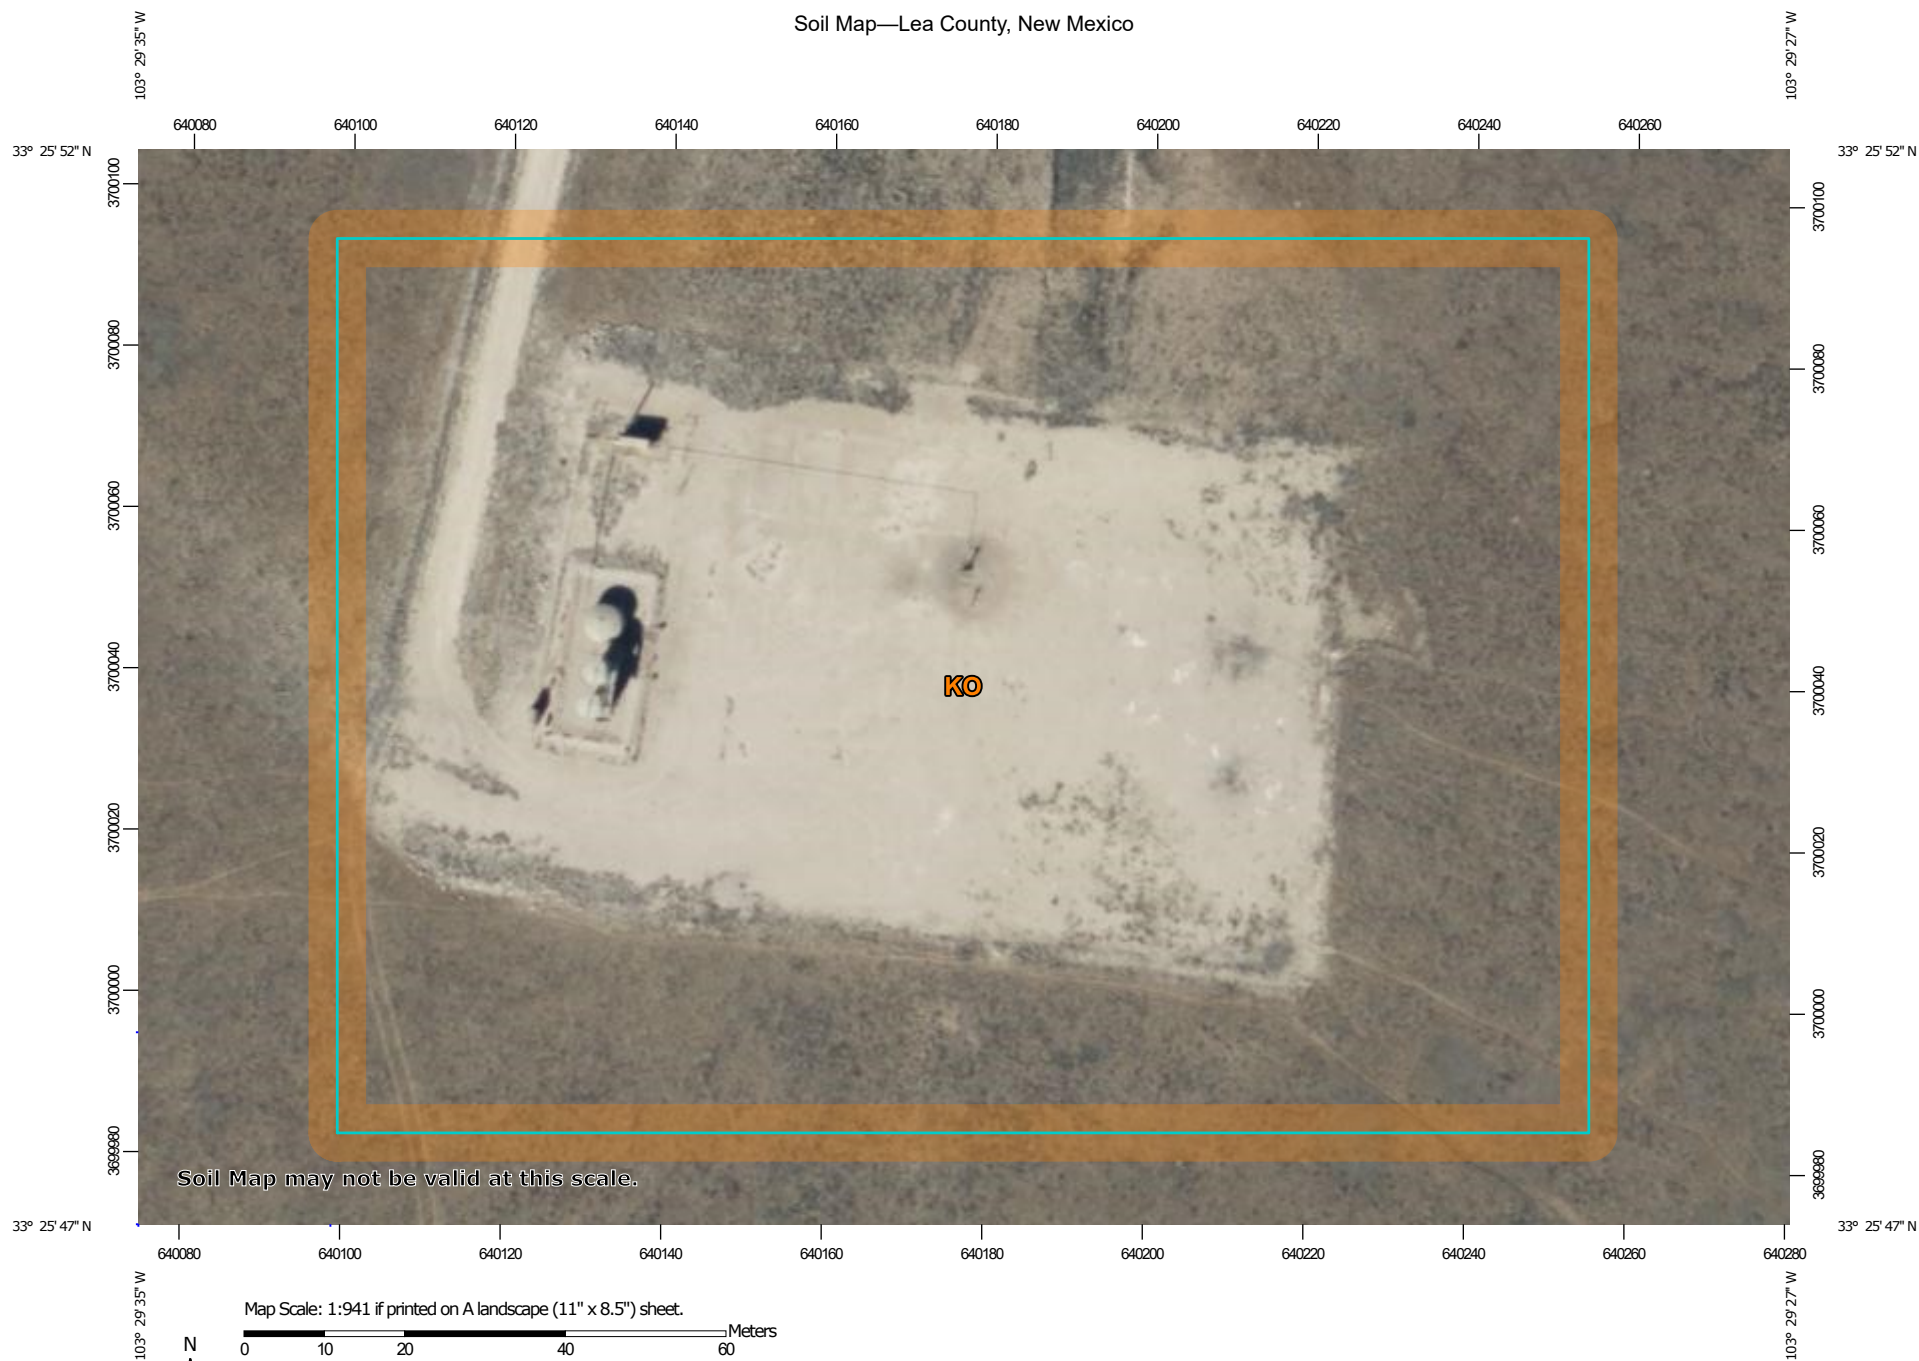 Soil Map—Lea County, New Mexico
103° 29' 35" W
103° 29' 27" W
640080 640100 640120 640140 640160 640180 640200 640220 640240 640260
33° 25' 52" N
33° 25' 52" N
3700100
3700100
3700080
3700080
3700060
3700060
3700040
3700040
KO
3700020
3700020
3700000
3700000
3699980
3699980
Soil Map may not be valid at this scale.
33° 25' 47" N
33° 25' 47" N
640080 640100 640120 640140 640160 640180 640200 640220 640240 640260 640280
103° 29' 35" W
103° 29' 27" W
Map Scale: 1:941 if printed on A landscape (11" x 8.5") sheet.
N
Meters
0 10 20 40 60